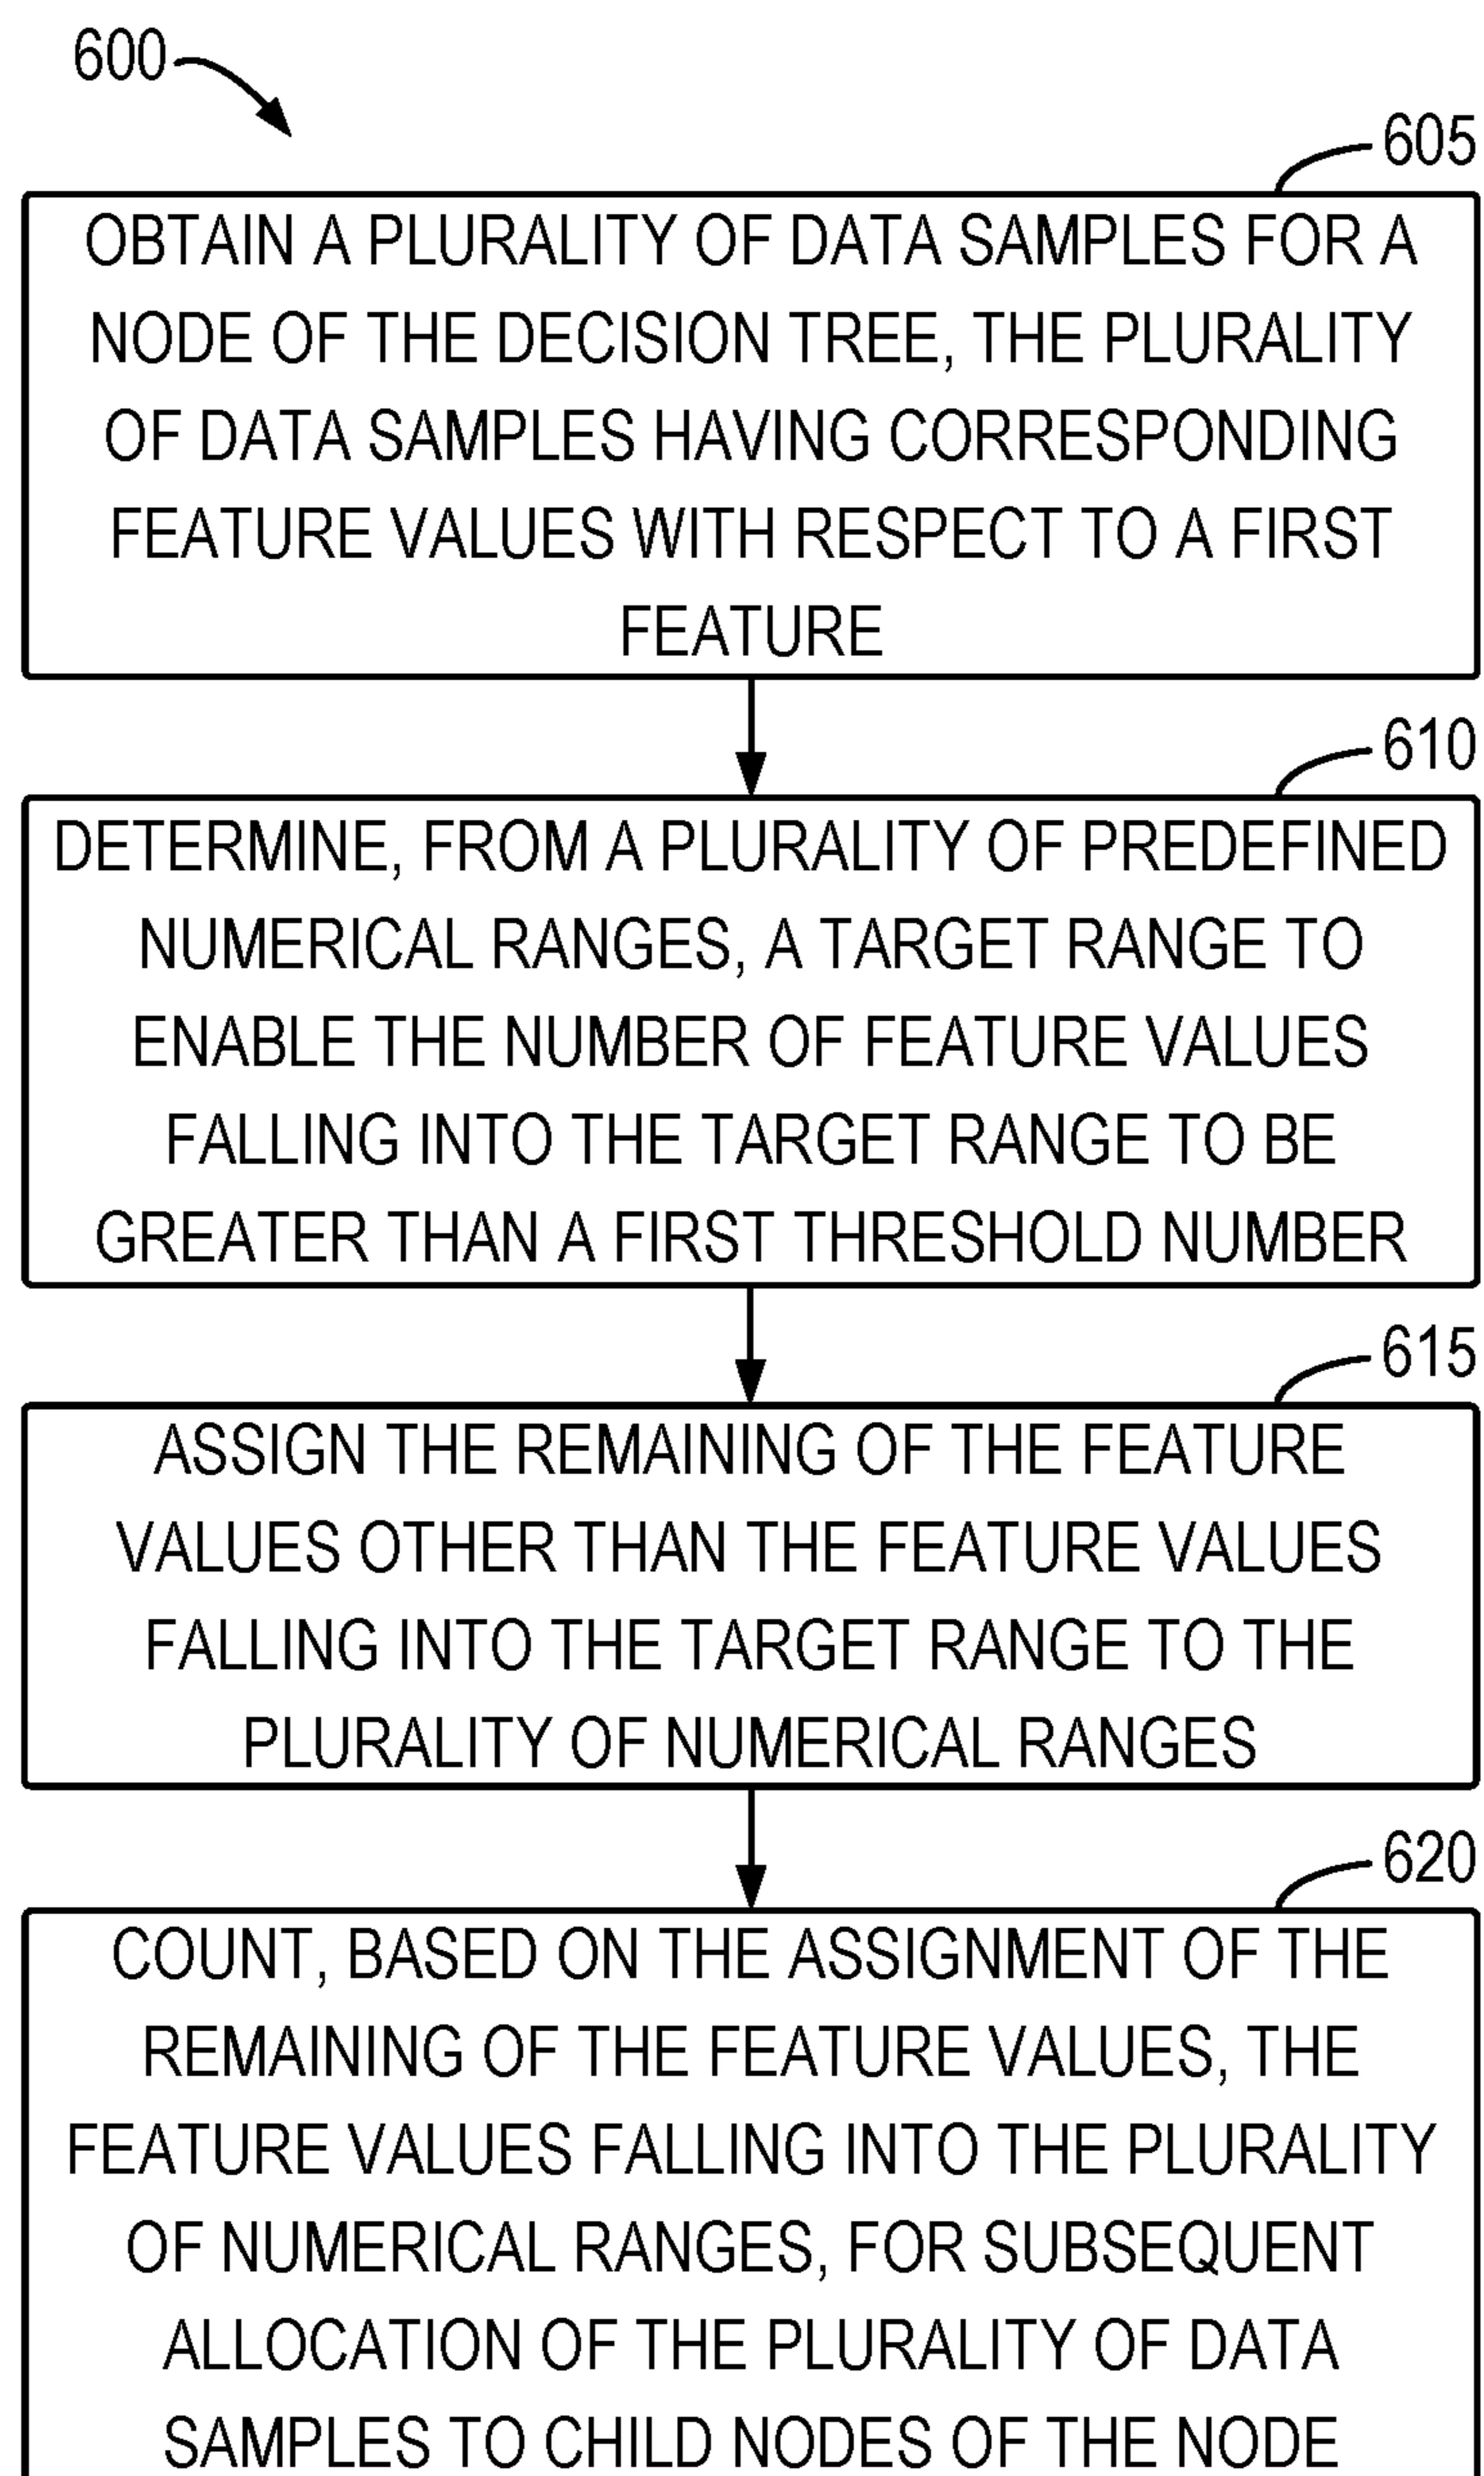 600
605
OBTAIN A PLURALITY OF DATA SAMPLES FOR A
NODE OF THE DECISION TREE, THE PLURALITY
OF DATA SAMPLES HAVING CORRESPONDING
FEATURE VALUES WITH RESPECT TO A FIRST
FEATURE
610
DETERMINE, FROM A PLURALITY OF PREDEFINED
NUMERICAL RANGES, A TARGET RANGE TO
ENABLE THE NUMBER OF FEATURE VALUES
FALLING INTO THE TARGET RANGE TO BE
GREATER THAN A FIRST THRESHOLD NUMBER
615
ASSIGN THE REMAINING OF THE FEATURE
VALUES OTHER THAN THE FEATURE VALUES
FALLING INTO THE TARGET RANGE TO THE
PLURALITY OF NUMERICAL RANGES
620
COUNT, BASED ON THE ASSIGNMENT OF THE
REMAINING OF THE FEATURE VALUES, THE
FEATURE VALUES FALLING INTO THE PLURALITY
OF NUMERICAL RANGES, FOR SUBSEQUENT
ALLOCATION OF THE PLURALITY OF DATA
SAMPLES TO CHILD NODES OF THE NODE